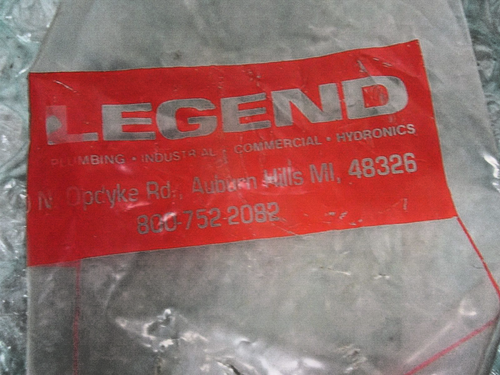 LEGEND
PLUMBING • INDUSTRIAL • COMMERCIAL • HYDRONICS
N. Opdyke Rd., Auburn Hills MI, 48326
800-752-2082